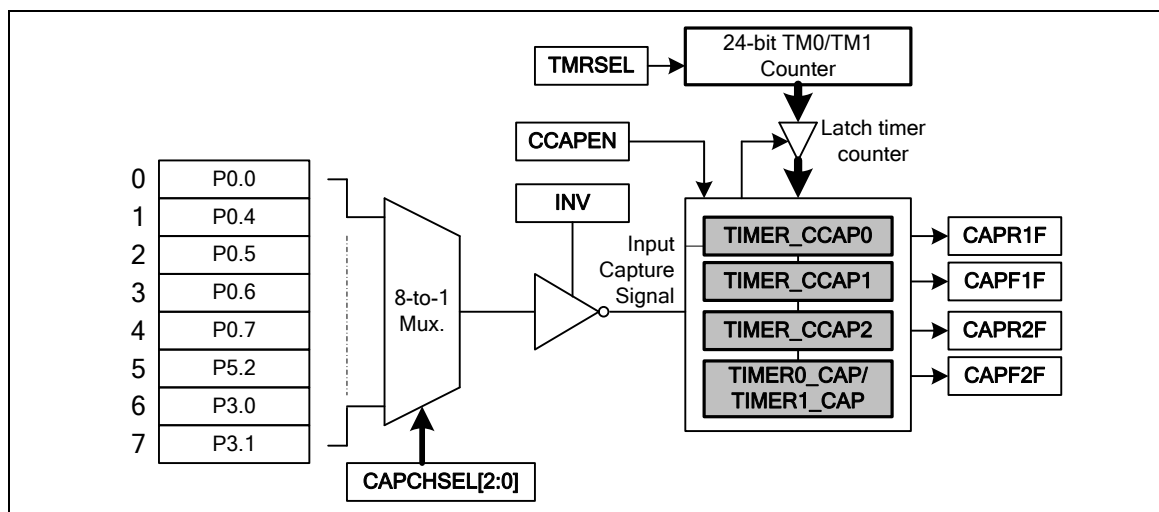 24-bit TM0/TM1
Counter
TMRSEL
Latch timer
counter
CCAPEN
INV
0 P0.0
1 P0.4
2 P0.5
3 P0.6
4 P0.7
5 P5.2
6 P3.0
7 P3.1
8-to-1
Mux.
CAPCHSEL[2:0]
Input
Capture
Signal
TIMER_CCAP0
TIMER_CCAP1
TIMER_CCAP2
TIMER0_CAP/
TIMER1_CAP
CAPR1F
CAPF1F
CAPR2F
CAPF2F